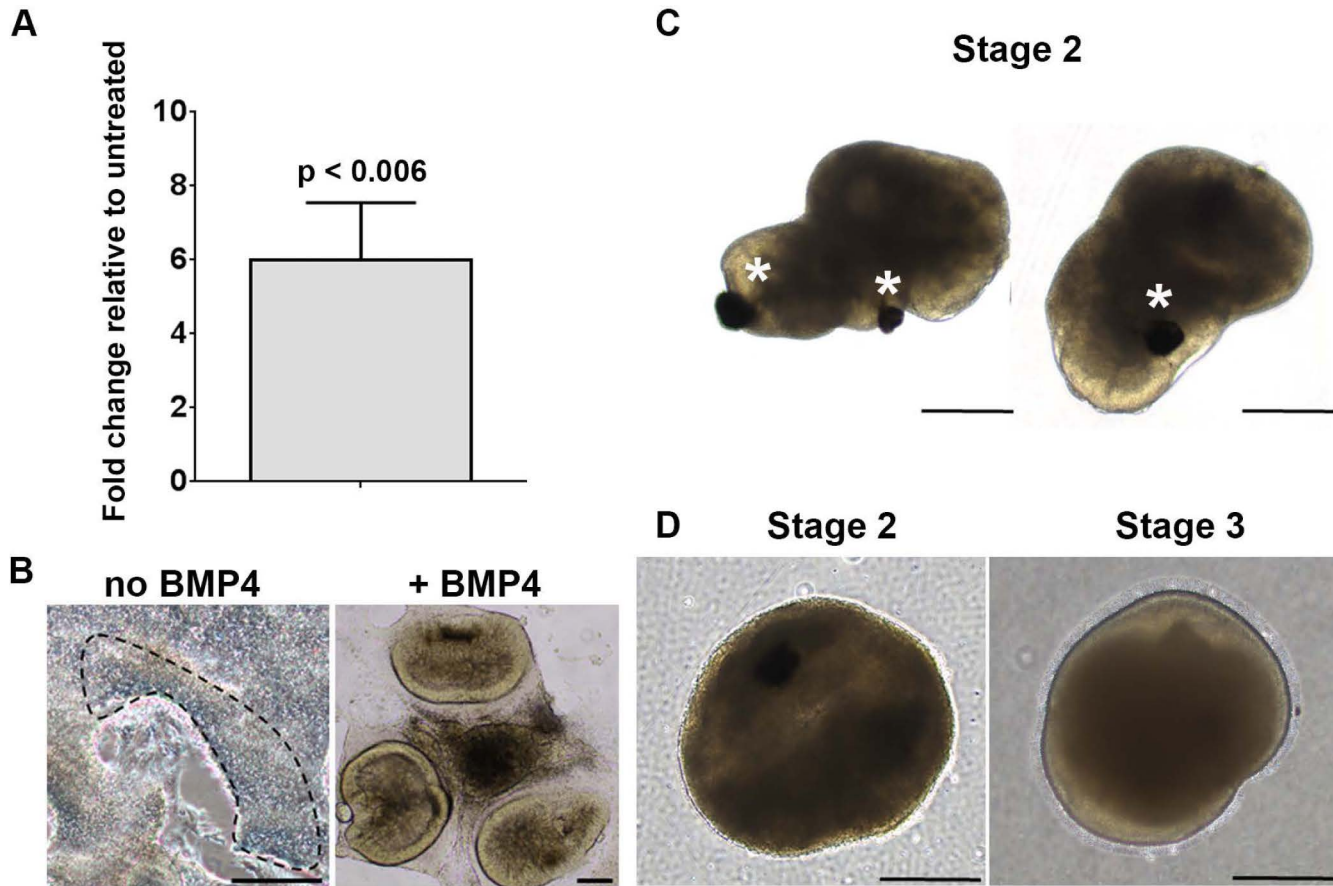 A
Fold change relative to untreated
10
8
6
4
2
0
p < 0.006
B
no BMP4
+ BMP4
C
Stage 2
*
*
*
D
Stage 2
Stage 3